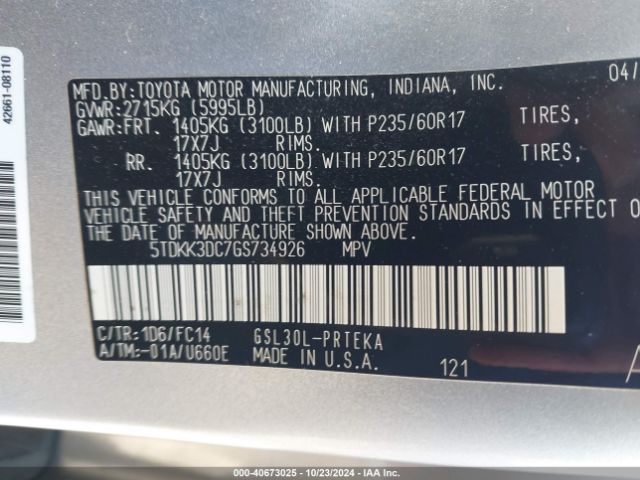 42661-08110
MFD.BY:TOYOTA MOTOR MANUFACTURING, INDIANA, INC. 04/
GVWR:2715KG (5995LB)
GAWR:FRT. 1405KG (3100LB) WITH P235/60R17 TIRES,
17X7J RIMS.
RR. 1405KG (3100LB) WITH P235/60R17 TIRES,
17X7J RIMS.
THIS VEHICLE CONFORMS TO ALL APPLICABLE FEDERAL MOTOR
VEHICLE SAFETY AND THEFT PREVENTION STANDARDS IN EFFECT O
THE DATE OF MANUFACTURE SHOWN ABOVE.
5TDKK3DC7GS734926 MPV
C/TR:1D6/FC14 GSL30L-PRTEKA
A/TM:-01A/U660E MADE IN U.S.A. 121
A
000-40673025 | 10/23/2024 | IAA Inc.